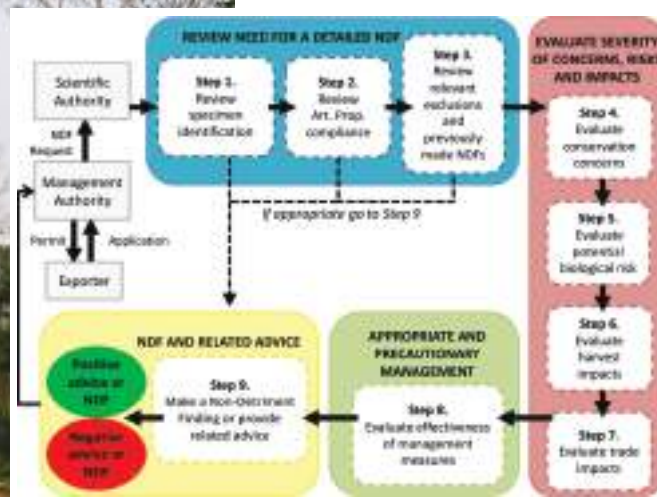 REVIEW NEED FOR A DETAILED NDF
EVALUATE SEVERITY
OF CONCERNS, RISKS
AND IMPACTS
Scientific
Authority
NDF
Request
Management
Authority
Permit
Application
Exporter
Step 1.
Review
specimen
identification
Step 2.
Review
Art. Prop.
compliance
Step 3.
Review
relevant
exclusions
and
previously
made NDFs
If appropriate go to Step 9
Step 4.
Evaluate
conservation
concerns
Step 5.
Evaluate
potential
biological risk
Step 6.
Evaluate
harvest
impacts
Step 7.
Evaluate trade
impacts
APPROPRIATE AND
PRECAUTIONARY
MANAGEMENT
Step 8.
Evaluate effectiveness
of management
measures
NDF AND RELATED ADVICE
Step 9.
Make a Non-Detriment
Finding or provide
related advice
Positive
advice or
NDF
Negative
advice or
NDF